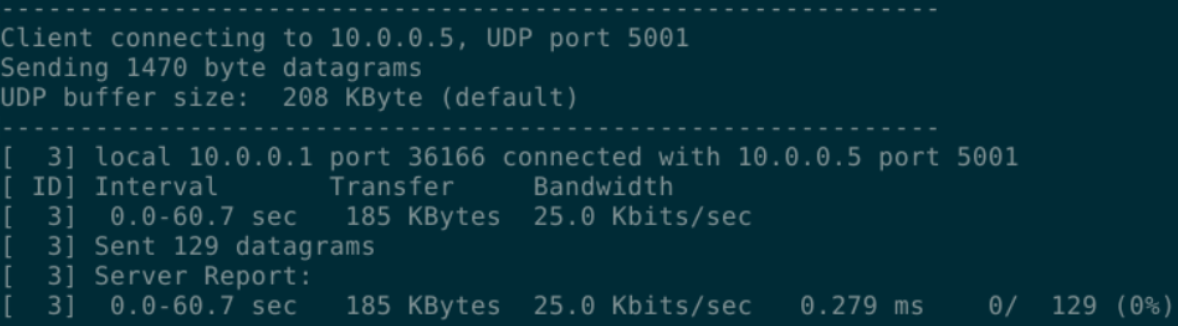 ------------------------------------------------------------
Client connecting to 10.0.0.5, UDP port 5001
Sending 1470 byte datagrams
UDP buffer size:  208 KByte (default)
------------------------------------------------------------
[  3] local 10.0.0.1 port 36166 connected with 10.0.0.5 port 5001
[ ID] Interval       Transfer     Bandwidth
[  3]  0.0-60.7 sec   185 KBytes  25.0 Kbits/sec
[  3] Sent 129 datagrams
[  3] Server Report:
[  3]  0.0-60.7 sec   185 KBytes  25.0 Kbits/sec   0.279 ms    0/  129 (0%)